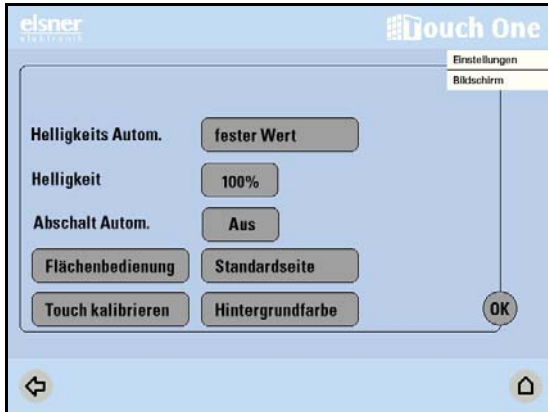 elsner
elektronik
Touch One
Einstellungen
Bildschirm
Helligkeits Autom.
fester Wert
Helligkeit
100%
Abschalt Autom.
Aus
Flächenbedienung
Standardseite
Touch kalibrieren
Hintergrundfarbe
OK